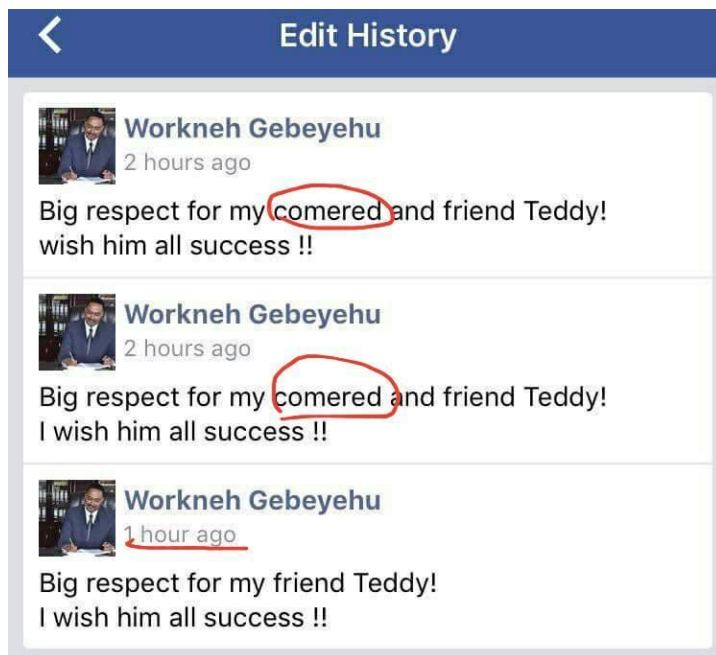 Edit History
Workneh Gebeyehu
2 hours ago
Big respect for my comered and friend Teddy!
wish him all success !!
Workneh Gebeyehu
2 hours ago
Big respect for my comered and friend Teddy!
I wish him all success !!
Workneh Gebeyehu
1 hour ago
Big respect for my friend Teddy!
I wish him all success !!